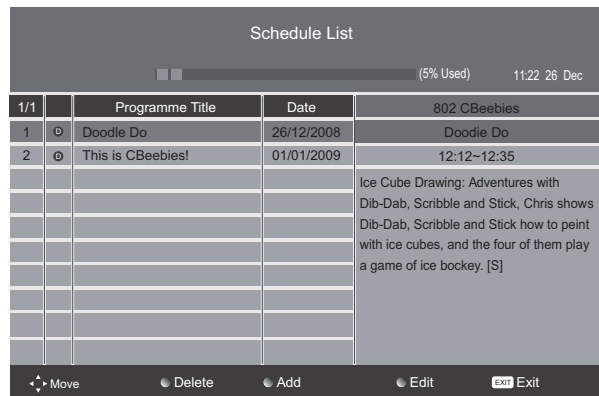 Schedule List
(5% Used) 11:22 26 Dec
1/1 Programme Title Date 802 CBeebies
1 D Doodle Do 26/12/2008 Doodie Do
2 D This is CBeebies! 01/01/2009 12:12~12:35
Ice Cube Drawing: Adventures with
Dib-Dab, Scribble and Stick, Chris shows
Dib-Dab, Scribble and Stick how to peint
with ice cubes, and the four of them play
a game of ice bockey. [S]
Move Delete Add Edit EXIT Exit